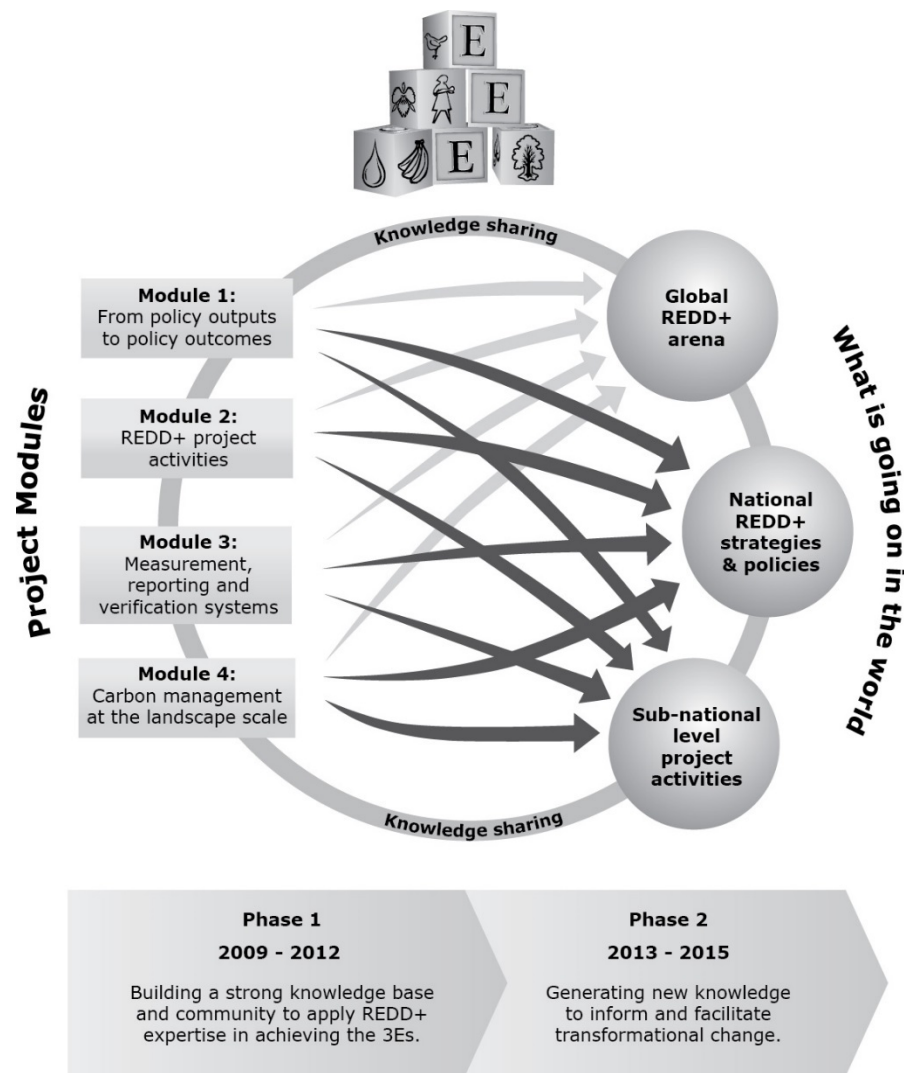 E
E
E
Knowledge sharing
Project Modules
Module 1:
From policy outputs
to policy outcomes
Module 2:
REDD+ project
activities
Module 3:
Measurement,
reporting and
verification systems
Module 4:
Carbon management
at the landscape scale
Global
REDD+
arena
National
REDD+
strategies
& policies
Sub-national
level
project
activities
What is going on in the world
Knowledge sharing
Phase 1
2009 - 2012
Building a strong knowledge base
and community to apply REDD+
expertise in achieving the 3Es.
Phase 2
2013 - 2015
Generating new knowledge
to inform and facilitate
transformational change.